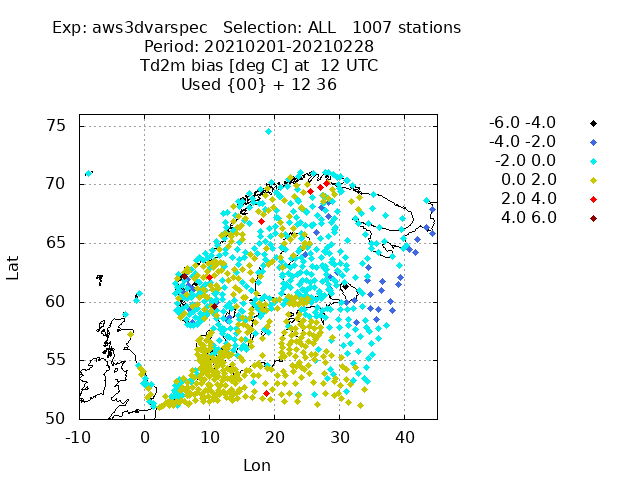 Exp: aws3dvarspec   Selection: ALL   1007 stations
Period: 20210201-20210228
Td2m bias [deg C] at  12 UTC
Used {00} + 12 36
-6.0 -4.0
-4.0 -2.0
-2.0 0.0
0.0 2.0
2.0 4.0
4.0 6.0
75
70
65
60
55
50
Lat
-10 0 10 20 30 40
Lon